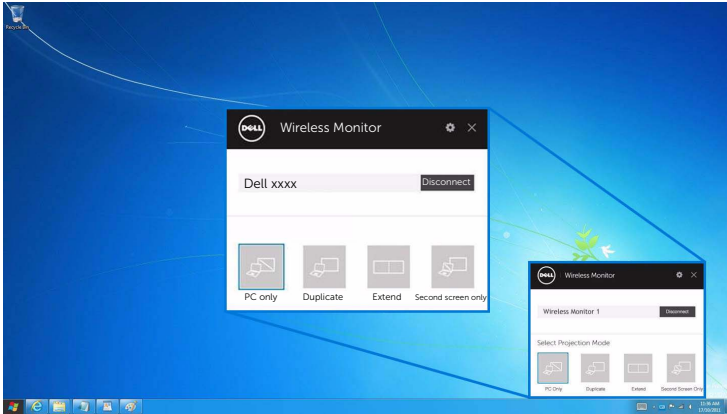 Recycle Bin
DELL Wireless Monitor
Dell xxxx Disconnect
PC only Duplicate Extend Second screen only
DELL Wireless Monitor
Wireless Monitor 1 Disconnect
Select Projection Mode
PC Only Duplicate Extend Second Screen Only